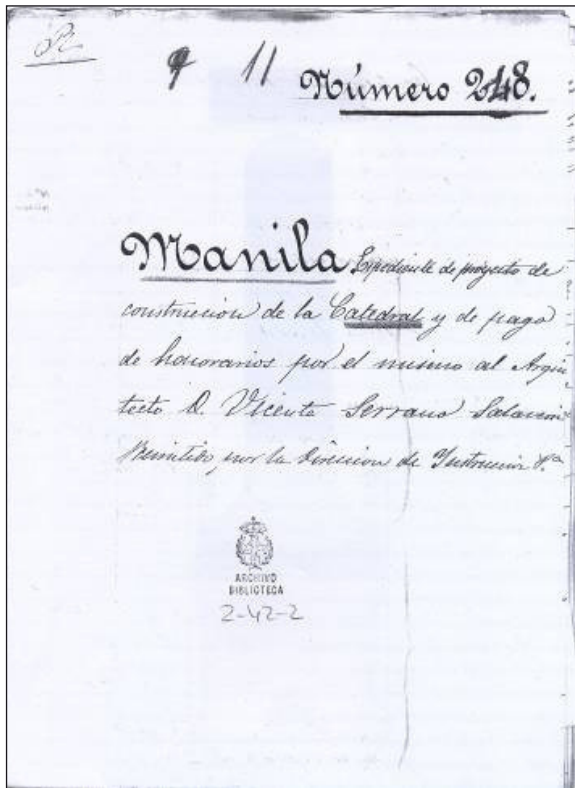 9 11
Número 248.
Manila Expediente de proyecto de
construccion de la Catedral y de pago
de honorarios por el mismo al Arqui
tecto D. Vicente Serrano Salaverri
Remitido por la Direccion de Instruccion P.ca
ARCHIVO
BIBLIOTECA
2-42-2